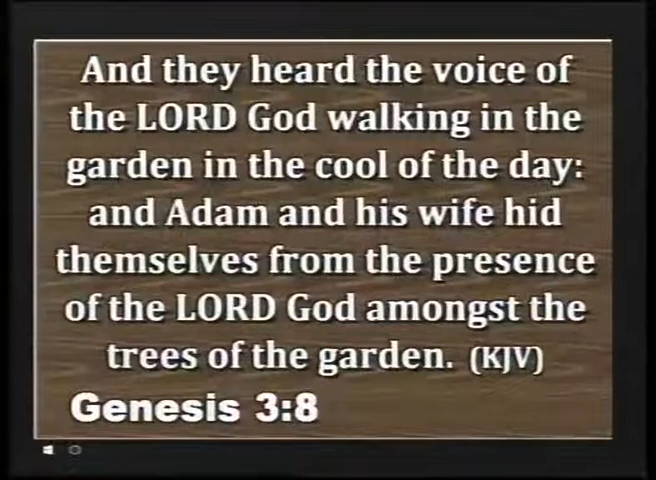 And they heard the voice of
the LORD God walking in the
garden in the cool of the day:
and Adam and his wife hid
themselves from the presence
of the LORD God amongst the
trees of the garden. (KJV)
Genesis 3:8